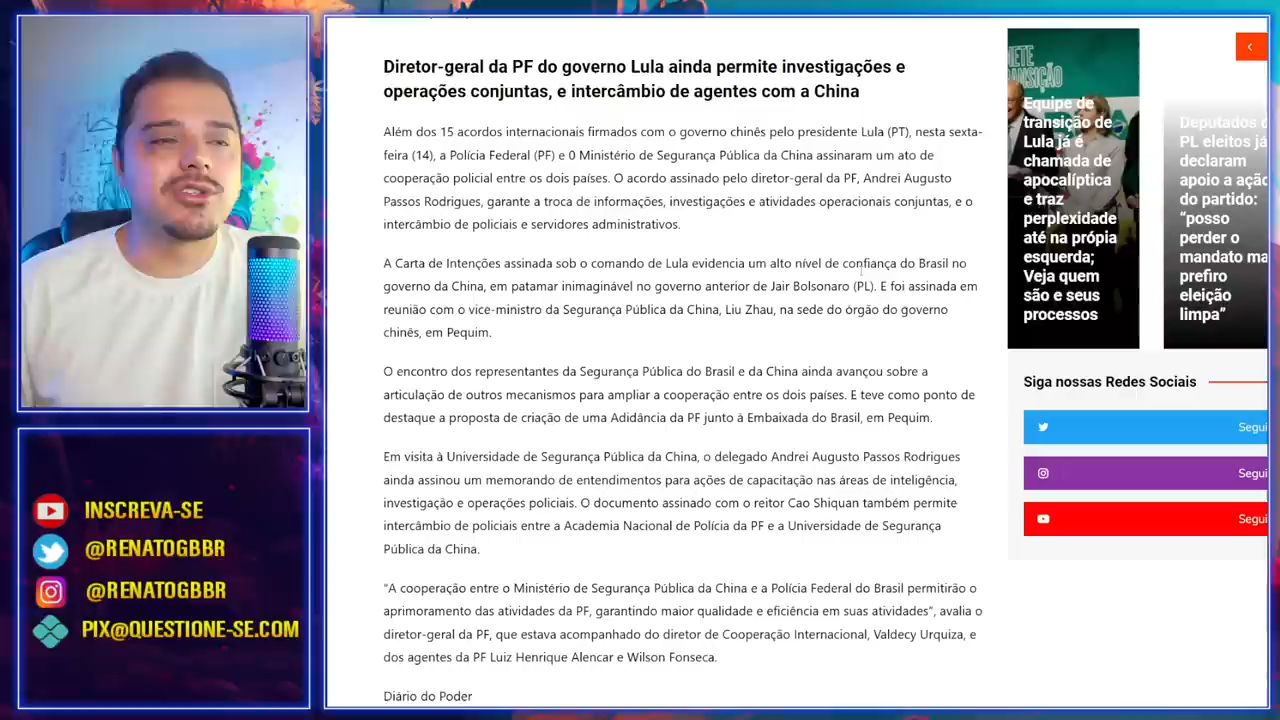 Diretor-geral da PF do governo Lula ainda permite investigações e
operações conjuntas, e intercâmbio de agentes com a China
Além dos 15 acordos internacionais firmados com o governo chinês pelo presidente Lula (PT), nesta sexta-
feira (14), a Polícia Federal (PF) e 0 Ministério de Segurança Pública da China assinaram um ato de
cooperação policial entre os dois países. O acordo assinado pelo diretor-geral da PF, Andrei Augusto
Passos Rodrigues, garante a troca de informações, investigações e atividades operacionais conjuntas, e o
intercâmbio de policiais e servidores administrativos.
A Carta de Intenções assinada sob o comando de Lula evidencia um alto nível de confiança do Brasil no
governo da China, em patamar inimaginável no governo anterior de Jair Bolsonaro (PL). E foi assinada em
reunião com o vice-ministro da Segurança Pública da China, Liu Zhau, na sede do órgão do governo
chinês, em Pequim.
O encontro dos representantes da Segurança Pública do Brasil e da China ainda avançou sobre a
articulação de outros mecanismos para ampliar a cooperação entre os dois países. E teve como ponto de
destaque a proposta de criação de uma Adidância da PF junto à Embaixada do Brasil, em Pequim.
Em visita à Universidade de Segurança Pública da China, o delegado Andrei Augusto Passos Rodrigues
ainda assinou um memorando de entendimentos para ações de capacitação nas áreas de inteligência,
investigação e operações policiais. O documento assinado com o reitor Cao Shiquan também permite
intercâmbio de policiais entre a Academia Nacional de Polícia da PF e a Universidade de Segurança
Pública da China.
“A cooperação entre o Ministério de Segurança Pública da China e a Polícia Federal do Brasil permitirão o
aprimoramento das atividades da PF, garantindo maior qualidade e eficiência em suas atividades”, avalia o
diretor-geral da PF, que estava acompanhado do diretor de Cooperação Internacional, Valdecy Urquiza, e
dos agentes da PF Luiz Henrique Alencar e Wilson Fonseca.
Diário do Poder
Equipe de
transição de
Lula já é
chamada de
apocalíptica
e traz
perplexidade
até na própia
esquerda;
Veja quem
são e seus
processos
Deputados d
PL eleitos já
declaram
apoio a ação
do partido:
“posso
perder o
mandato ma
prefiro
eleição
limpa”
Siga nossas Redes Sociais
Segui
Segui
Segui
INSCREVA-SE
@RENATOGBBR
@RENATOGBBR
PIX@QUESTIONE-SE.COM